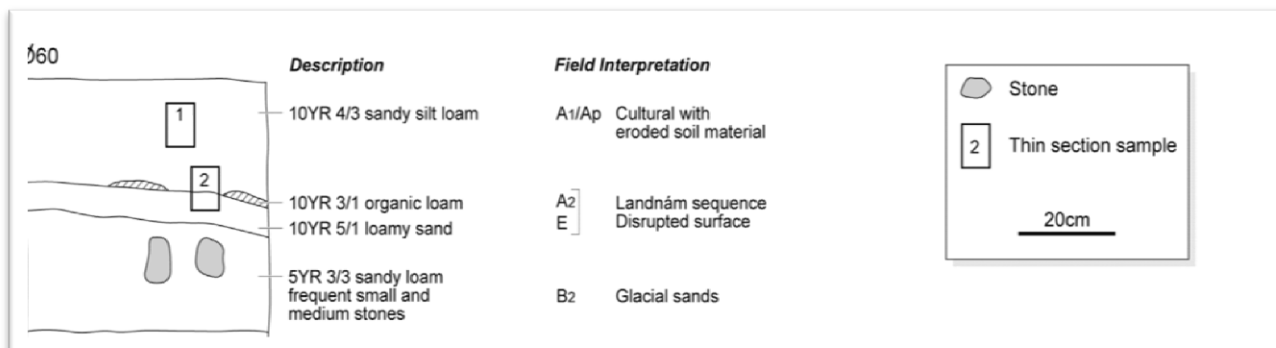 60
Description
Field Interpretation
1
10YR 4/3 sandy silt loam
A1/Ap Cultural with
eroded soil material
2
10YR 3/1 organic loam
A2 Landnám sequence
10YR 5/1 loamy sand
E Disrupted surface
5YR 3/3 sandy loam
frequent small and
medium stones
B2 Glacial sands
Stone
2 Thin section sample
20cm